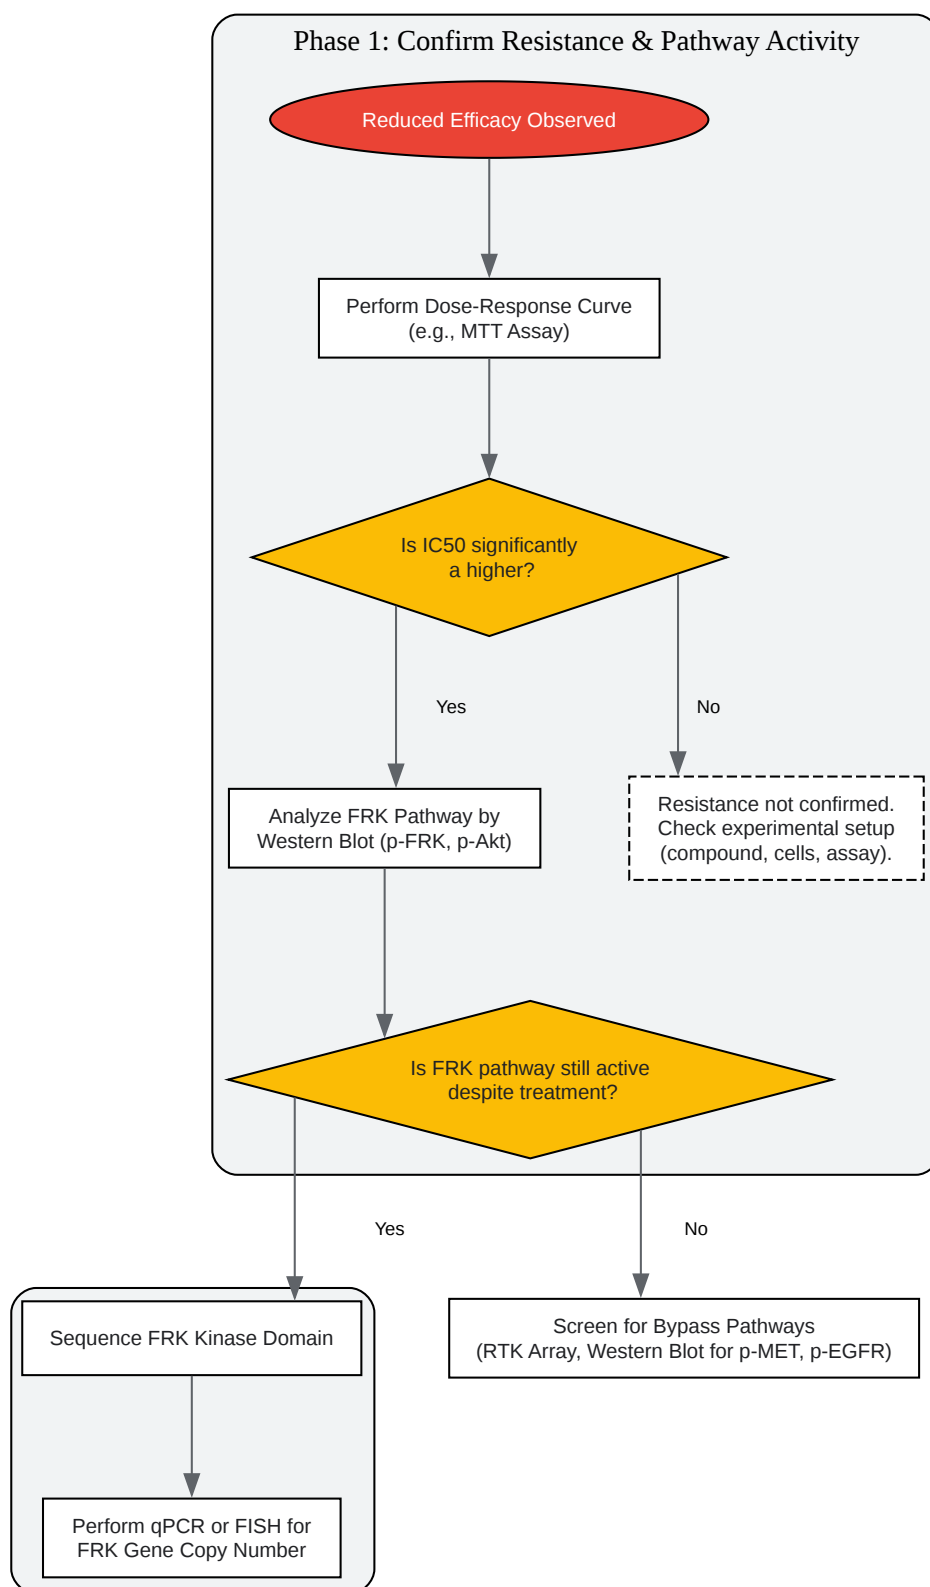 Phase 1: Confirm Resistance & Pathway Activity
Reduced Efficacy Observed
Perform Dose-Response Curve
(e.g., MTT Assay)
Is IC50 significantly
a higher?
Yes
No
Analyze FRK Pathway by
Western Blot (p-FRK, p-Akt)
Resistance not confirmed.
Check experimental setup
(compound, cells, assay).
Is FRK pathway still active
despite treatment?
Yes
No
Sequence FRK Kinase Domain
Screen for Bypass Pathways
(RTK Array, Western Blot for p-MET, p-EGFR)
Perform qPCR or FISH for
FRK Gene Copy Number